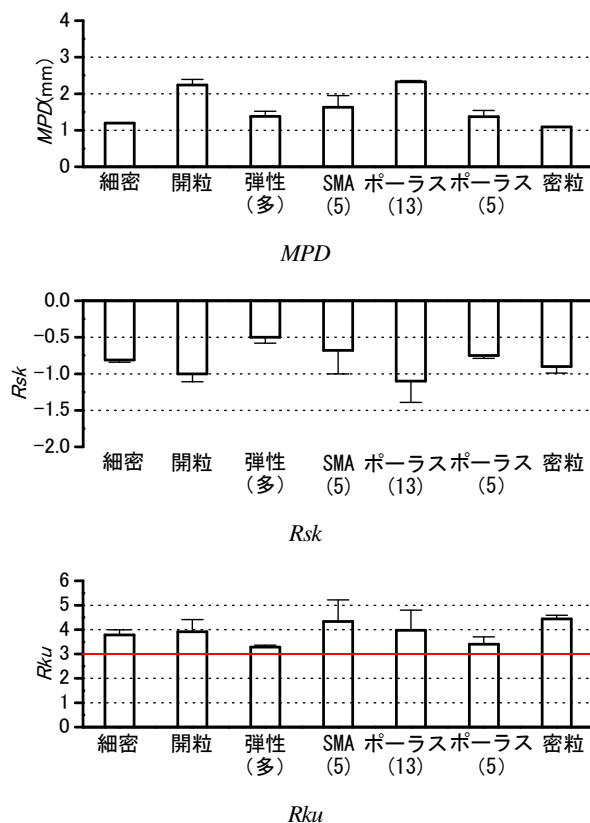 4
3
2
1
0
MPD(mm)
細密 開粒 弾性 SMA ポーラス ポーラス 密粒
(多) (5) (13) (5)
MPD
0.0
-0.5
-1.0
-1.5
-2.0
Rsk
細密 開粒 弾性 SMA ポーラス ポーラス 密粒
(多) (5) (13) (5)
Rsk
6
5
4
3
2
1
0
Rku
細密 開粒 弾性 SMA ポーラス ポーラス 密粒
(多) (5) (13) (5)
Rku